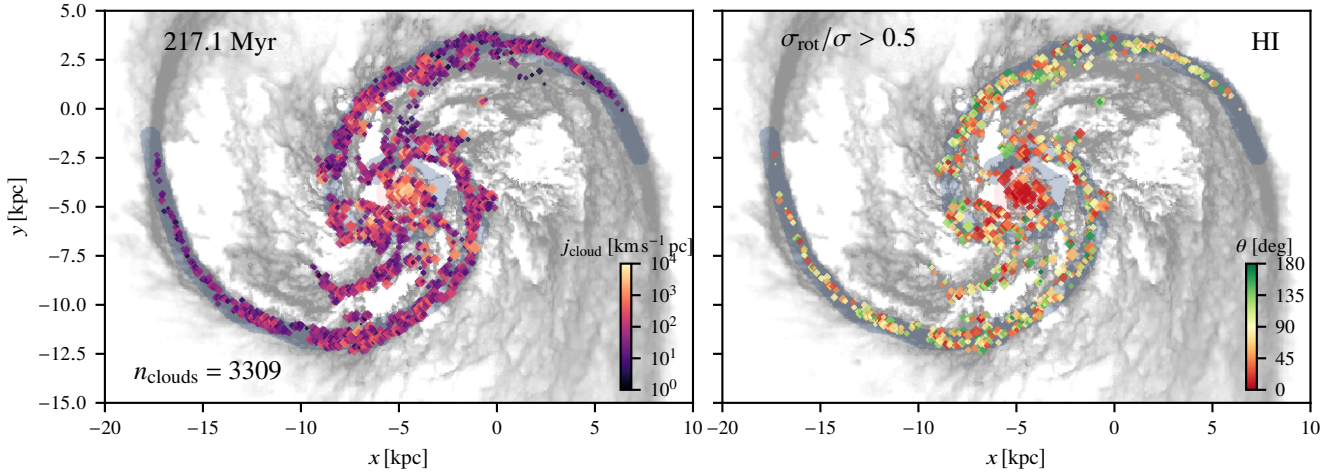 217.1 Myr
σrot/σ > 0.5
HI
y [kpc]
5.0
2.5
0.0
−2.5
−5.0
−7.5
−10.0
−12.5
−15.0
jcloud [km s−1 pc]
10^4
10^3
10^2
10^1
10^0
θ [deg]
180
135
90
45
0
nclouds = 3309
−20 −15 −10 −5 0 5 10
−20 −15 −10 −5 0 5 10
x [kpc]
x [kpc]